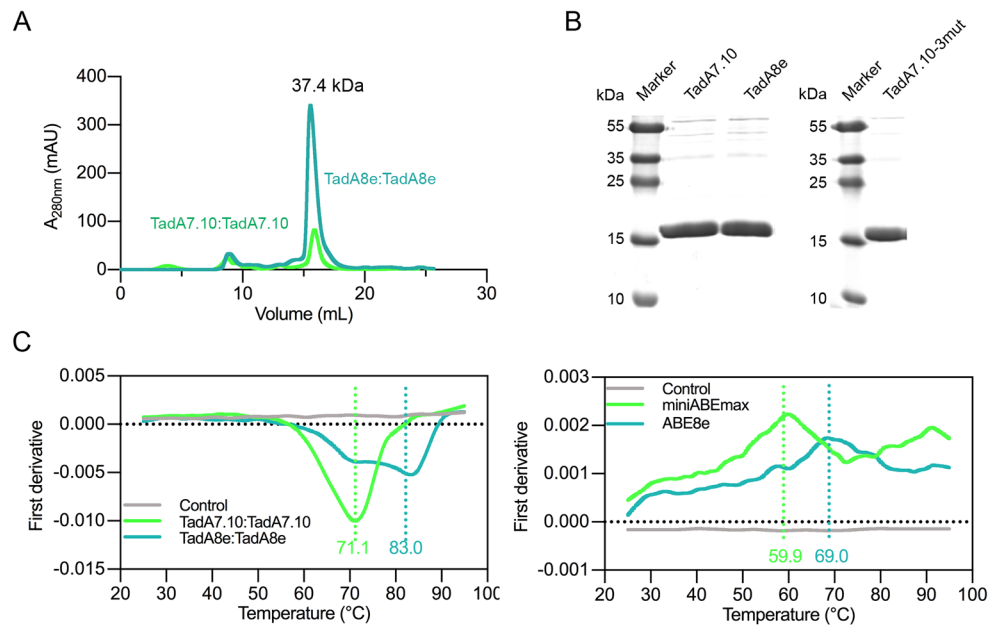 A
A280nm (mAU)
400
300
200
100
0
37.4 kDa
TadA8e:TadA8e
TadA7.10:TadA7.10
0
10
20
30
Volume (mL)
B
kDa
Marker
TadA7.10
TadA8e
55
35
25
15
10
kDa
Marker
TadA7.10-3mut
55
35
25
15
10
C
First derivative
0.005
0.000
-0.005
-0.010
-0.015
Control
TadA7.10:TadA7.10
TadA8e:TadA8e
71.1
83.0
20 30 40 50 60 70 80 90 100
Temperature (°C)
First derivative
0.003
0.002
0.001
0.000
-0.001
Control
miniABEmax
ABE8e
59.9
69.0
20 30 40 50 60 70 80 90 100
Temperature (°C)